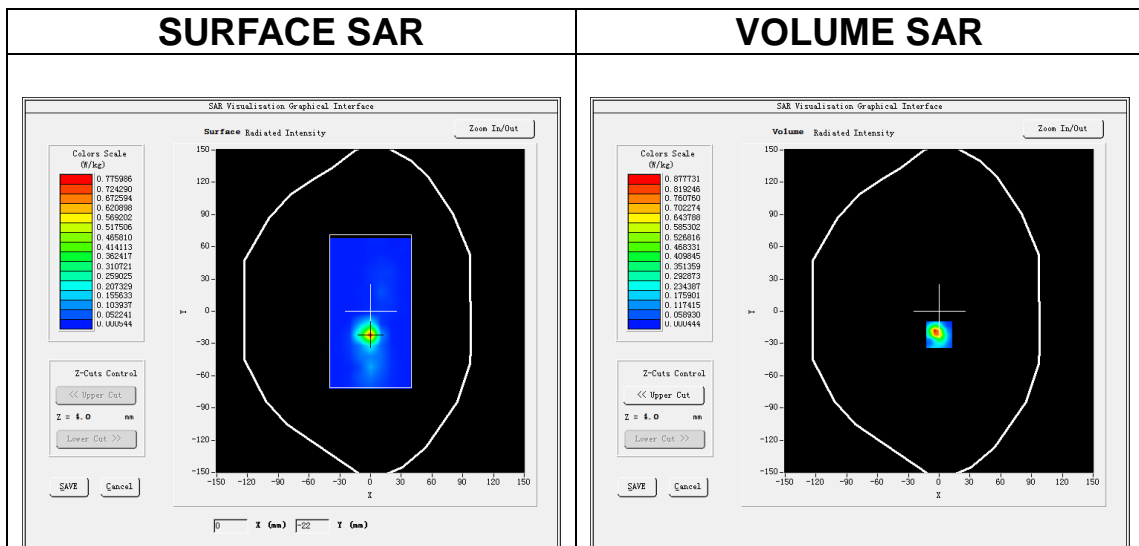 SURFACE SAR
VOLUME SAR
SAR Visualisation Graphical Interface
Surface Radiated Intensity
Zoom In/Out
Colors Scale
(W/kg)
0.775986
0.724290
0.672594
0.620898
0.569202
0.517506
0.465810
0.414113
0.362417
0.310721
0.259025
0.207329
0.155633
0.103937
0.052241
0.000544
Z-Cuts Control
<< Upper Cut
Z = 4.0 mm
Lower Cut >>
SAVE Cancel
150
120
90
60
30
0
-30
-60
-90
-120
-150
Y
-150 -120 -90 -60 -30 0 30 60 90 120 150
X
0 X (mm) -22 Y (mm)
SAR Visualisation Graphical Interface
Volume Radiated Intensity
Zoom In/Out
Colors Scale
(W/kg)
0.877731
0.819246
0.760760
0.702274
0.643788
0.585302
0.526816
0.468331
0.409845
0.351359
0.292873
0.234387
0.175901
0.117415
0.058930
0.000444
Z-Cuts Control
<< Upper Cut
Z = 4.0 mm
Lower Cut >>
SAVE Cancel
150
120
90
60
30
0
-30
-60
-90
-120
-150
Y
-150 -120 -90 -60 -30 0 30 60 90 120 150
X